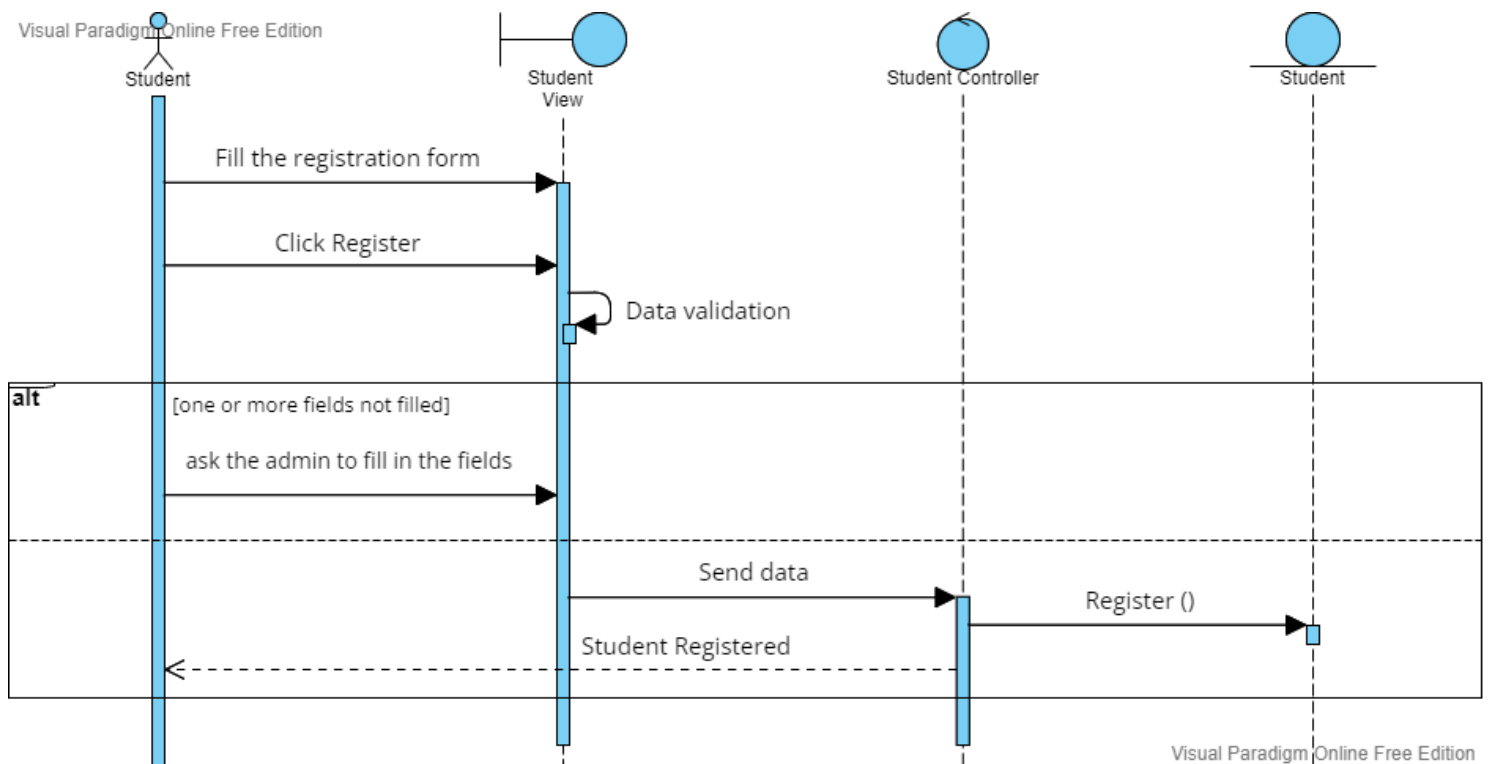 Visual Paradigm Online Free Edition
Student
Student
View
Student Controller
Student
Fill the registration form
Click Register
Data validation
alt
[one or more fields not filled]
ask the admin to fill in the fields
Send data
Register ()
Student Registered
Visual Paradigm Online Free Edition